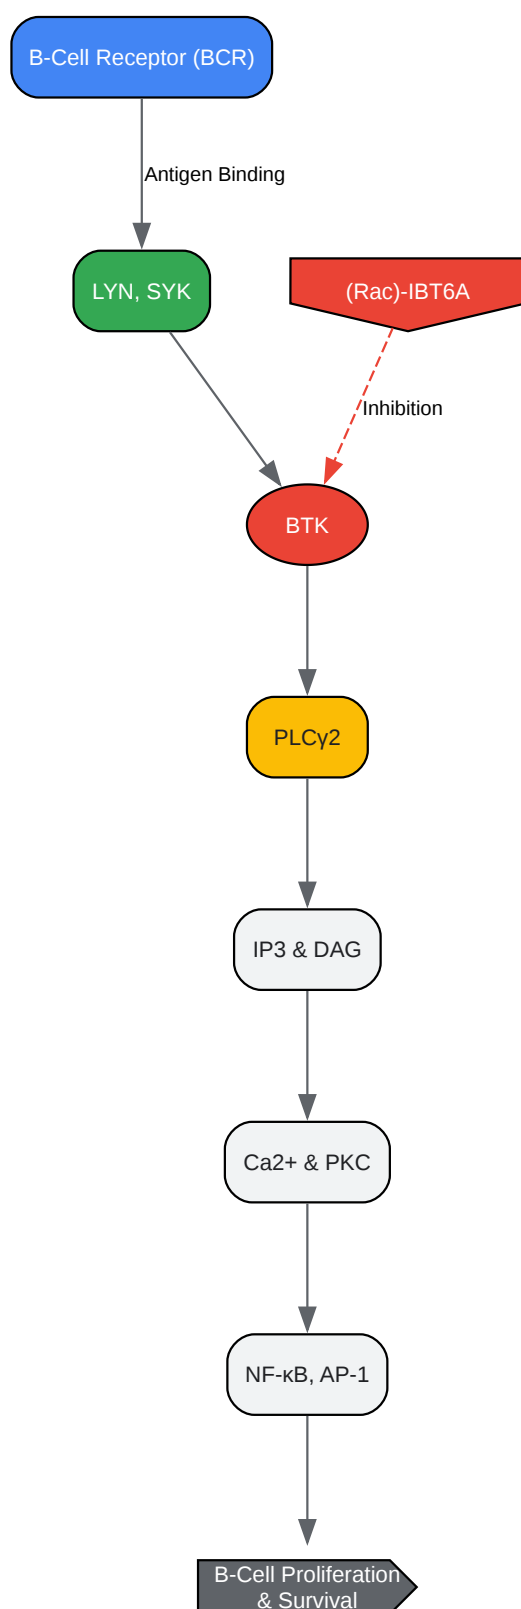 B-Cell Receptor (BCR)
Antigen Binding
LYN, SYK
(Rac)-IBT6A
Inhibition
BTK
PLCγ2
IP3 & DAG
Ca2+ & PKC
NF-κB, AP-1
B-Cell Proliferation
& Survival